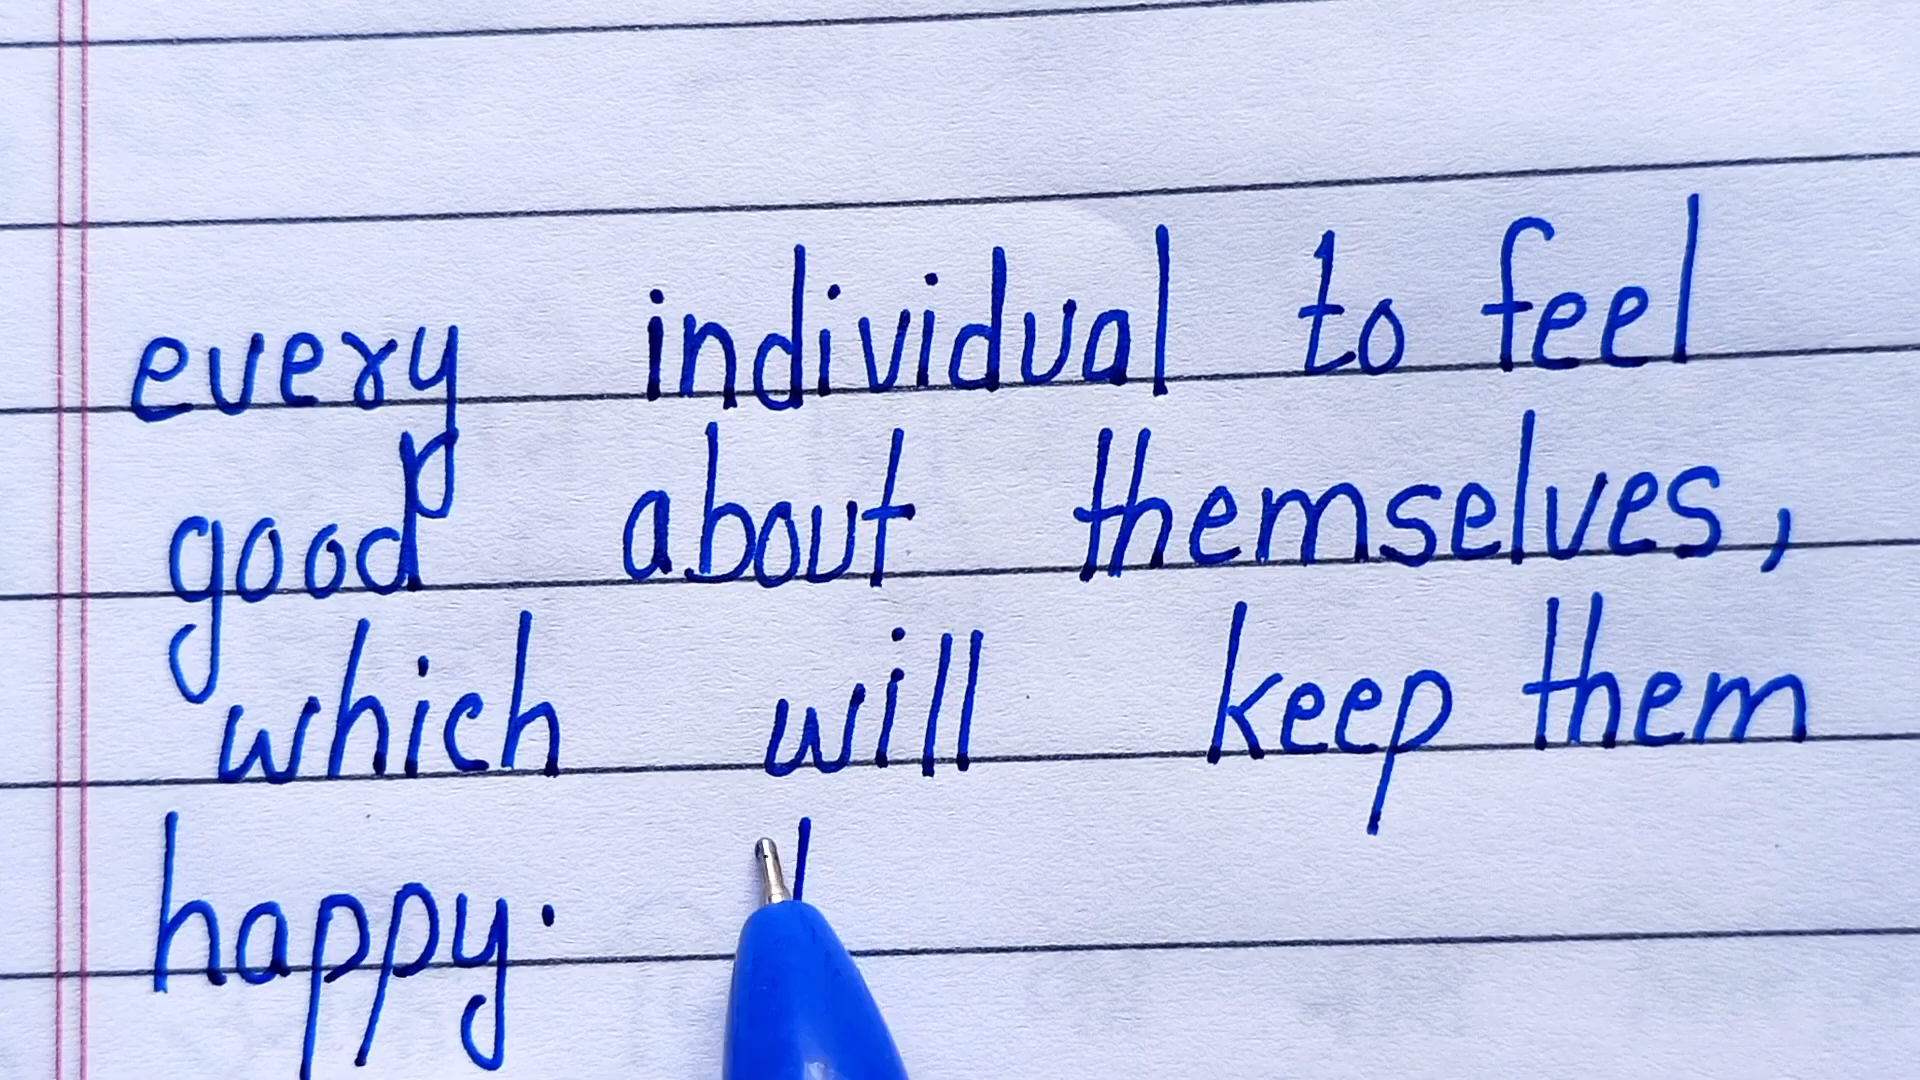 every individual to feel
good about themselves,
which will keep them
happy.